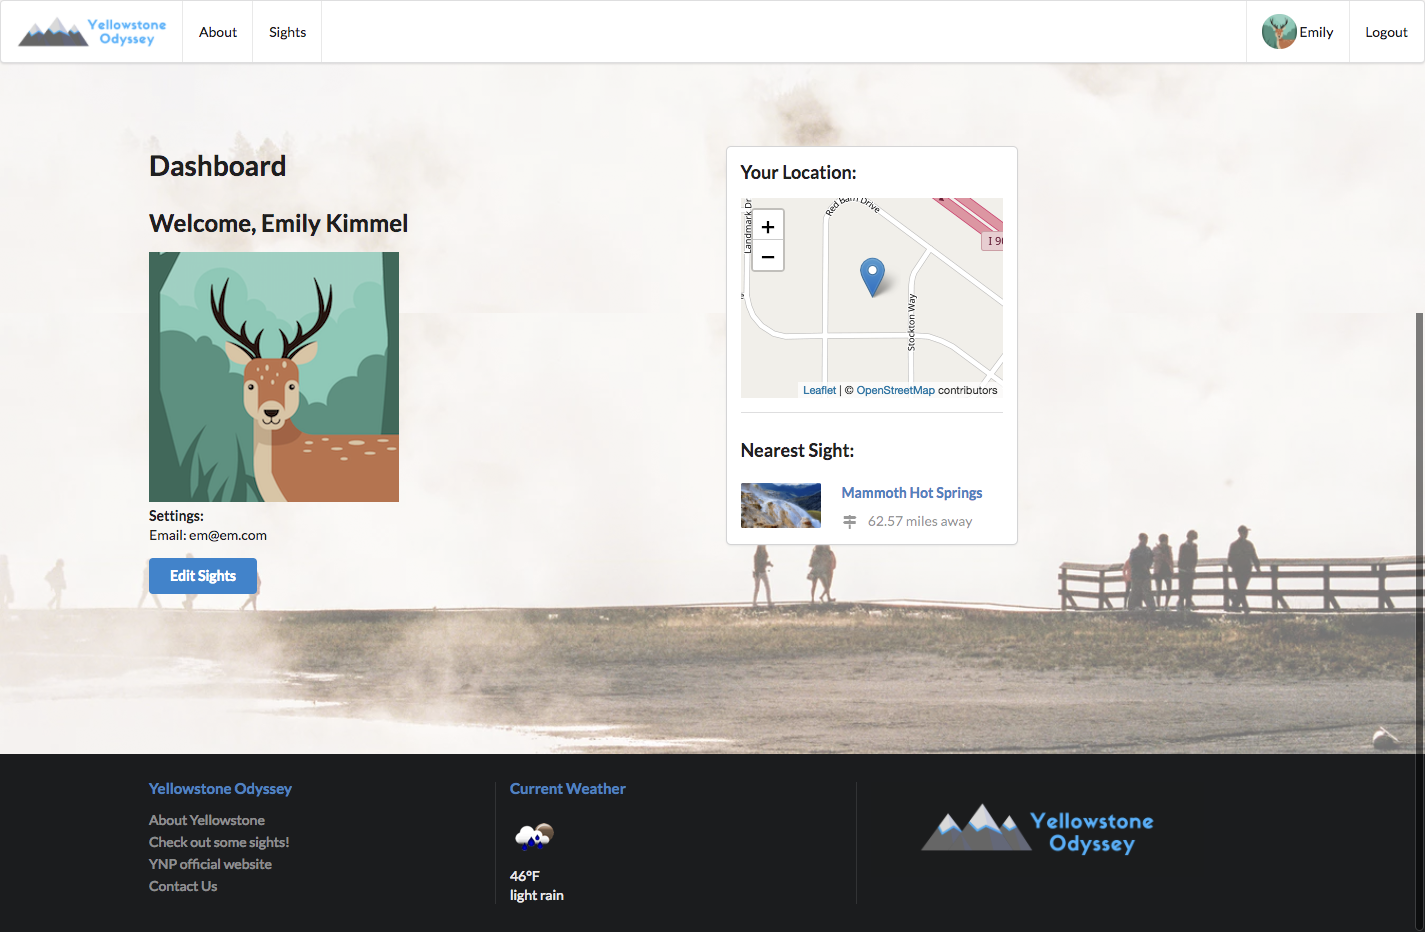 Yellowstone
Odyssey
About
Sights
Emily
Logout
Dashboard
Welcome, Emily Kimmel
Settings:
Email: em@em.com
Edit Sights
Your Location:
Landmark Dr
Red Barn Drive
+
−
I 90
Stockton Way
Leaflet | © OpenStreetMap contributors
Nearest Sight:
Mammoth Hot Springs
62.57 miles away
Yellowstone Odyssey
About Yellowstone
Check out some sights!
YNP official website
Contact Us
Current Weather
46°F
light rain
Yellowstone
Odyssey